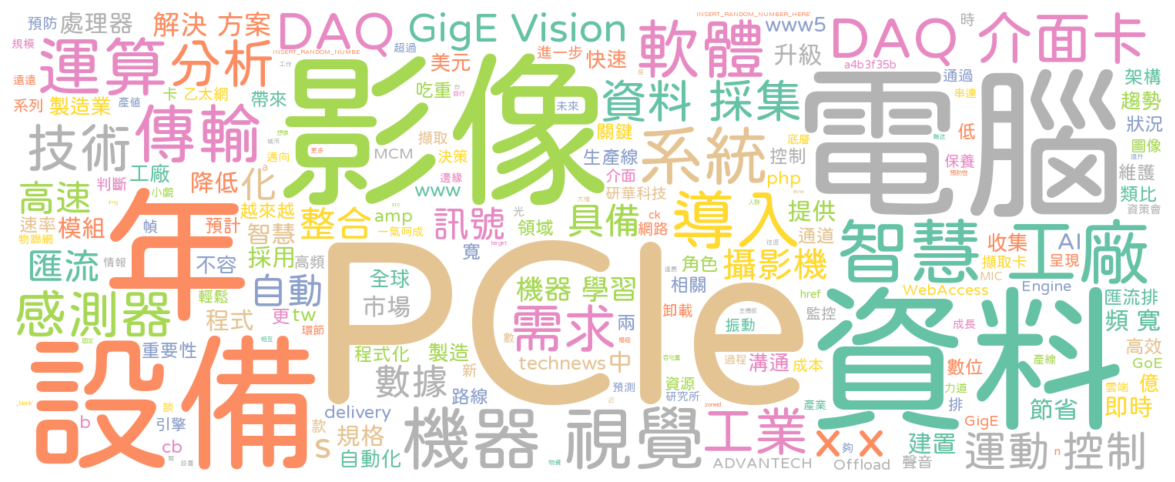 預防 處理器 解決 方案 DAQ GigE Vision INSERT_RANDOM_NUMBER_HERE www5 DAQ 介面卡
規模 運算 分析 INSERT_RANDOM_NUMBE 超過 美元 進一步 快速 軟體 升級 時 a4b3f35b
遠遠 影像 電腦 通過 架構
系列 製造業 產值 卡 乙太網 帶來 工作 吃重 未來 資料 採集 串連 趨勢
技術 傳輸 關鍵 系統 底層 低 狀況
邁向 MCM 擷取 決策 生產線 控制 保養 圖像
判斷 工廠 小觀 a 邊緣 介面 php 維護
高速 降低 化 www 研華科技 類比
速率 模組 年 預計 越來越 整合 amp 訊號 領域 具備 ck 導入 提供 智慧 工廠 資策會
物聯網 幀 智慧 一氣呵成 光 網路 通道 收集 AI
匯流 情報 不容 採用 高頻 寬 PCIe 角色 攝影機 擷取卡 呈現
輕鬆 自動 全球 機器 學習 相關 href MIC Engine
感測器 程式 更 tw 市場 需求 兩 卸載 監控 WebAccess 資料 匯流排
環節 振動 成長 頻 寬
設備 重要性 程式化 製造 technews 中 溝通 數位 高效
數據 新 過程 成本 產線 GoE
路線 資源 預測 力道 雲端 億
b 引擎 delivery 研究所 產業 排 節省 即時
cb s 款 規格 機器 視覺 工業 x x GigE
自動化 ADVANTECH 夠 建置 運動 控制
Offload 聲音 n